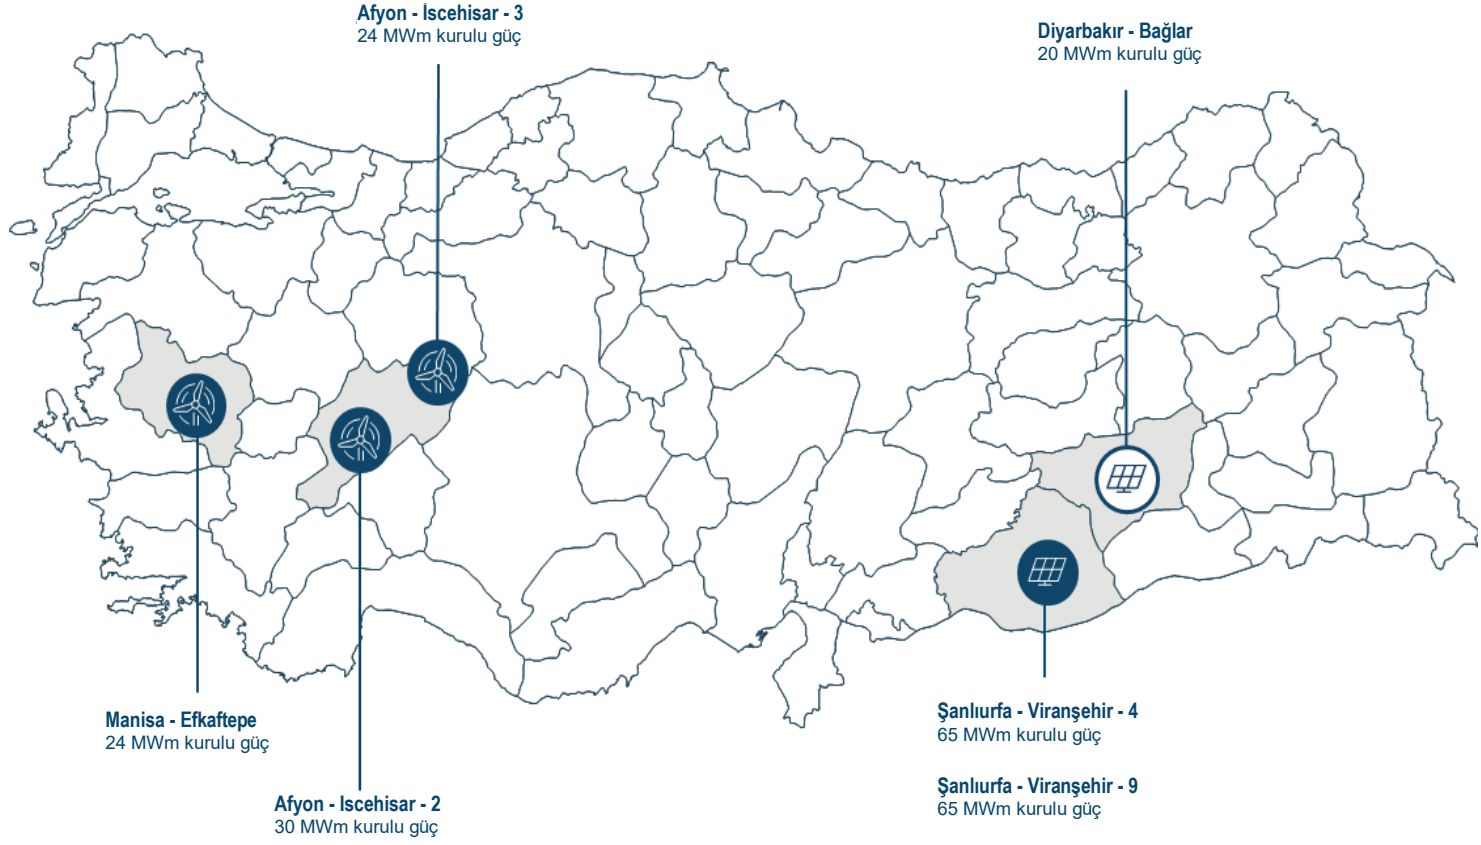 Afyon - İscehisar - 3
24 MWm kurulu güç
Diyarbakır - Bağlar
20 MWm kurulu güç
Manisa - Efkaftepe
24 MWm kurulu güç
Afyon - Iscehisar - 2
30 MWm kurulu güç
Şanlıurfa - Viranşehir - 4
65 MWm kurulu güç
Şanlıurfa - Viranşehir - 9
65 MWm kurulu güç